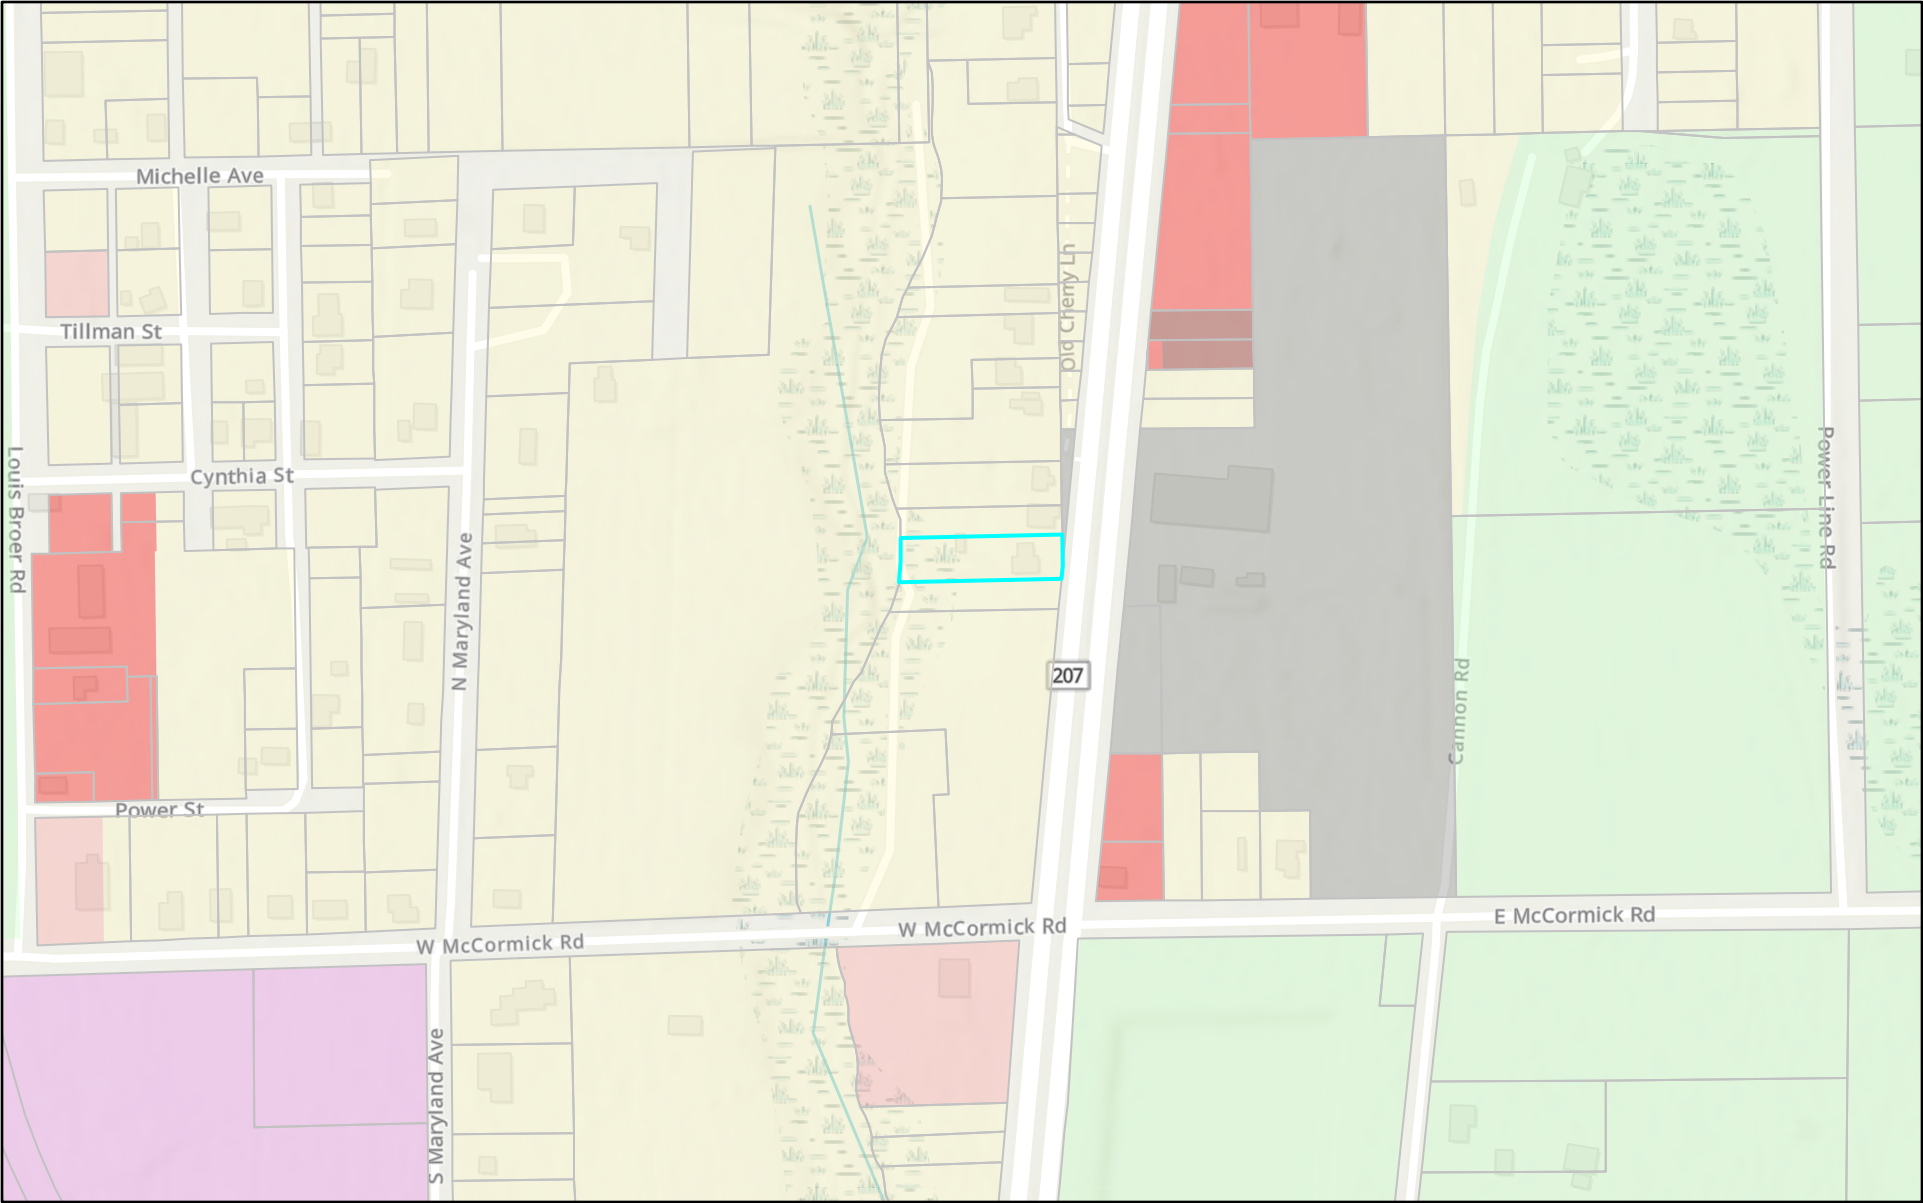 Michelle Ave
Old Cherry Ln
Tillman St
Cynthia St
Louis Broer Rd
Power Line Rd
N Maryland Ave
207
Cannon Rd
Power St
E McCormick Rd
W McCormick Rd
W McCormick Rd
S Maryland Ave